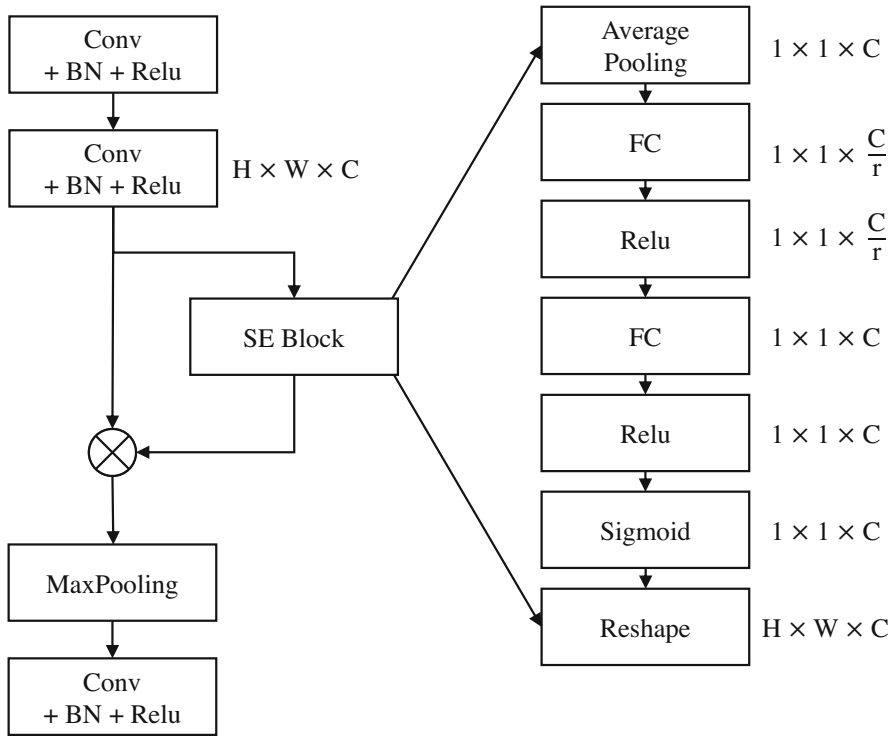 Conv
+ BN + Relu
Conv
+ BN + Relu
H × W × C
SE Block
MaxPooling
Conv
+ BN + Relu
Average
Pooling
1 × 1 × C
FC
1 × 1 × C/r
Relu
1 × 1 × C/r
FC
1 × 1 × C
Relu
1 × 1 × C
Sigmoid
1 × 1 × C
Reshape
H × W × C